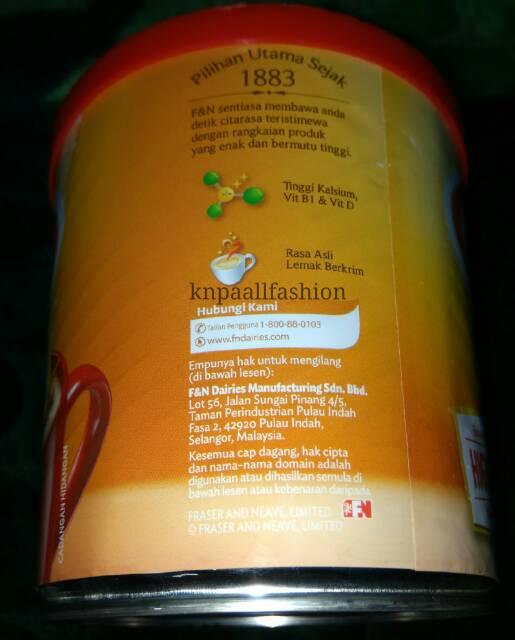 Pilihan Utama Sejak
1883
F&N sentiasa membawa anda
detik citarasa teristimewa
dengan rangkaian produk
yang enak dan bermutu tinggi.
Tinggi Kalsium,
Vit B1 & Vit D
Rasa Asli
Lemak Berkrim
knpaallfashion
Hubungi Kami
Talian Pengguna 1-800-88-0103
www.fndairies.com
Empunya hak untuk mengilang
(di bawah lesen):
F&N Dairies Manufacturing Sdn. Bhd.
Lot 56, Jalan Sungai Pinang 4/5,
Taman Perindustrian Pulau Indah
Fasa 2, 42920 Pulau Indah,
Selangor, Malaysia.
Kesemua cap dagang, hak cipta
dan nama-nama domain adalah
digunakan atau dihasilkan semula di
bawah lesen atau kebenaran daripada
FRASER AND NEAVE, LIMITED F&N
© FRASER AND NEAVE, LIMITED
CADANGAN HIDANGAN